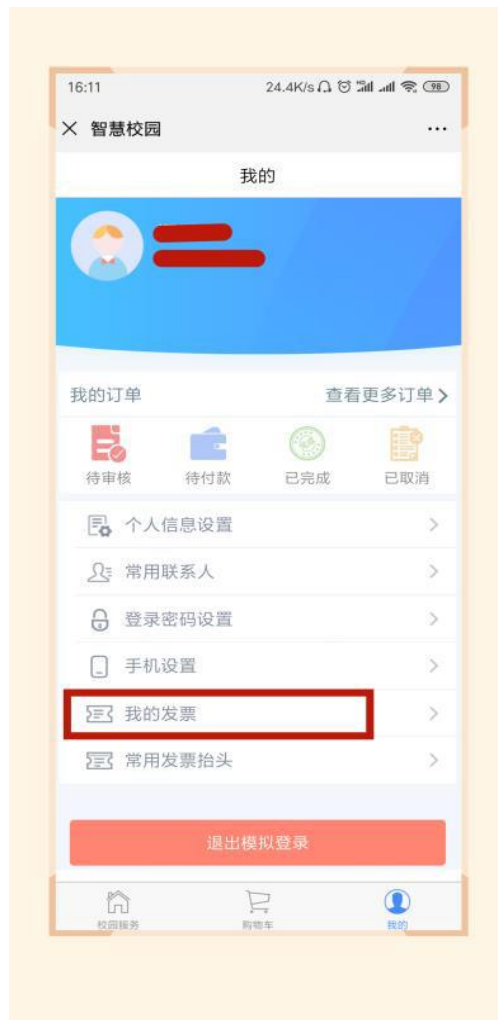 16:11 24.4K/s 98
智慧校园
我的
我的订单 查看更多订单
待审核 待付款 已完成 已取消
个人信息设置
常用联系人
登录密码设置
手机设置
我的发票
常用发票抬头
退出模拟登录
校园服务 购物车 我的